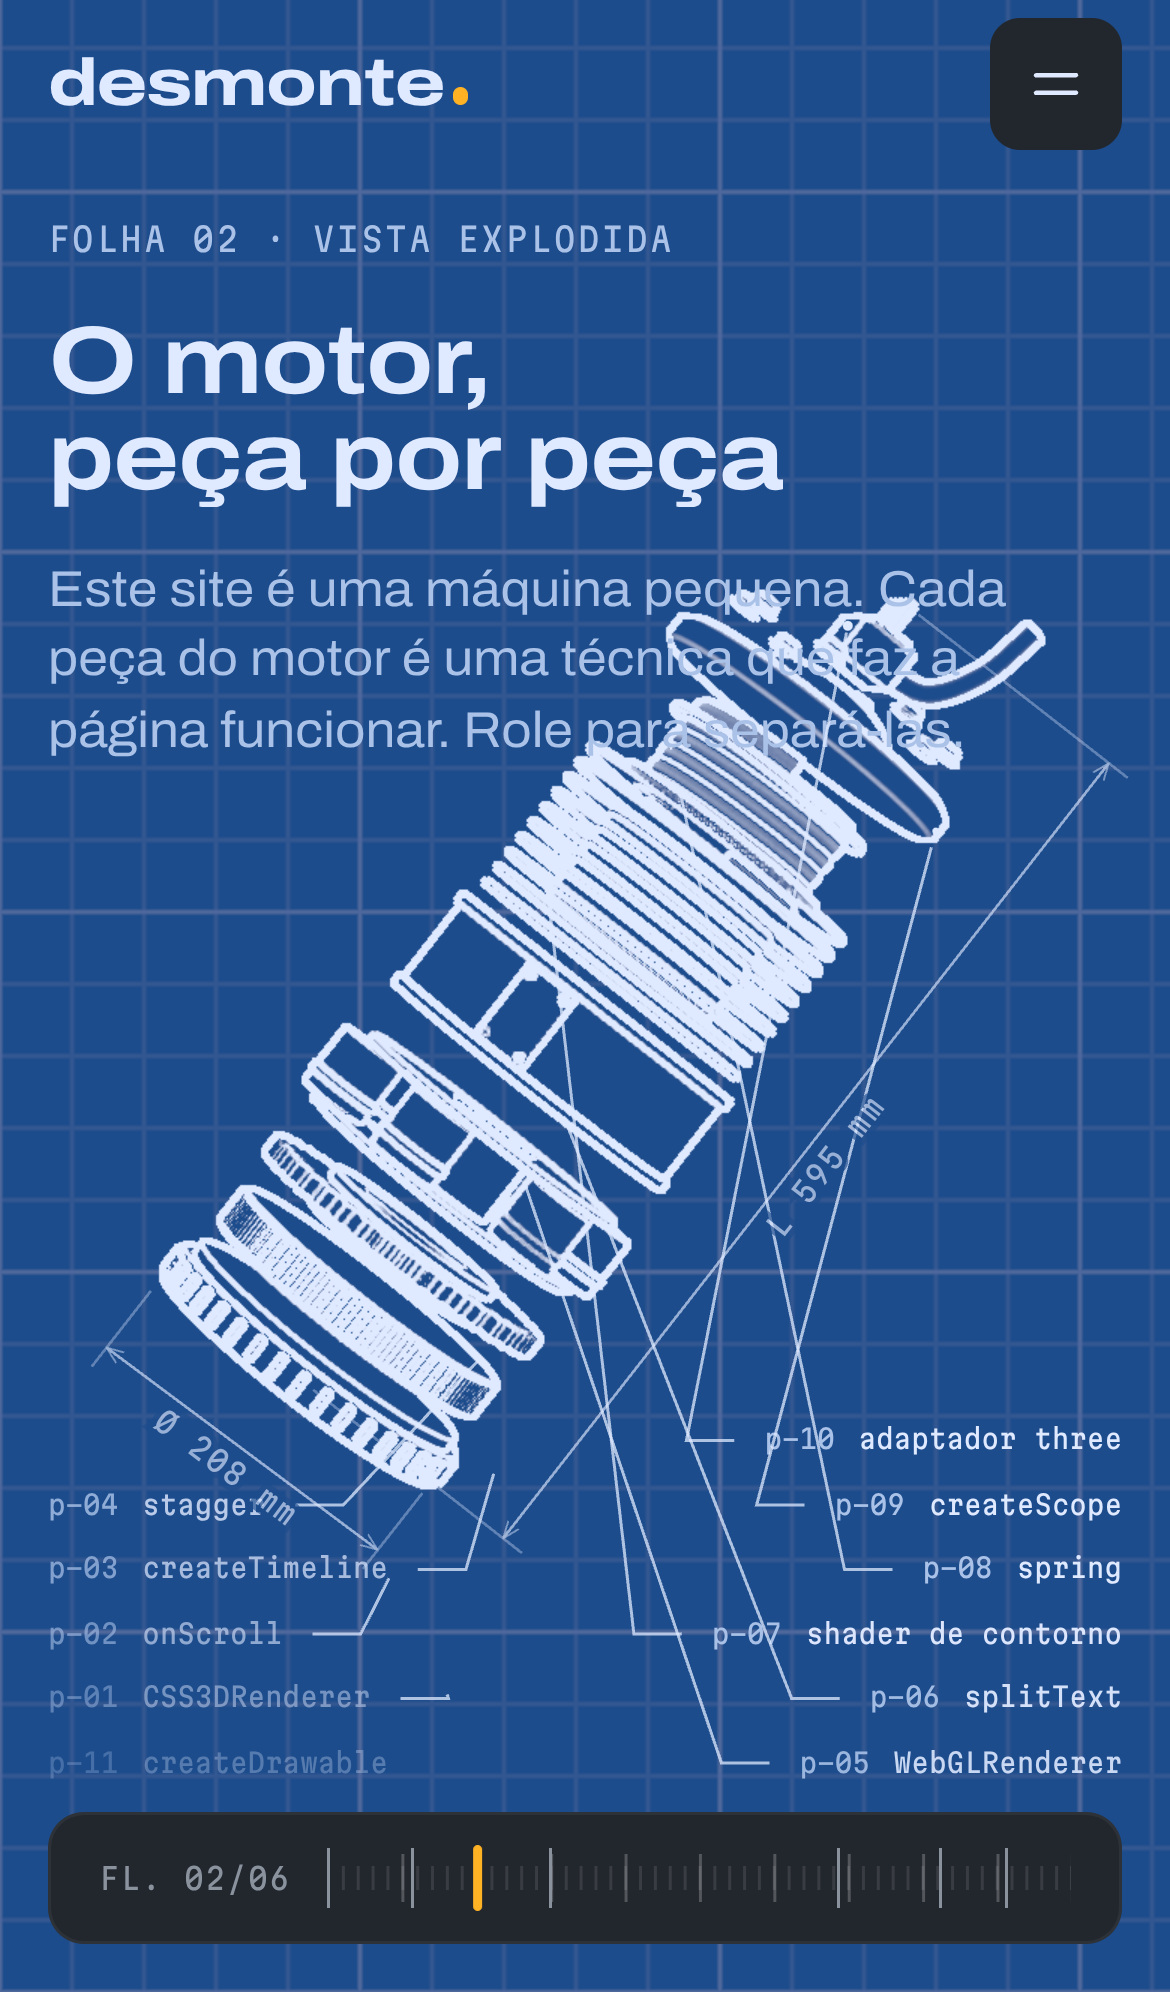 desmonte.
FOLHA 02 · VISTA EXPLODIDA
O motor,
peça por peça
Este site é uma máquina pequena. Cada
peça do motor é uma técnica que faz a
página funcionar. Role para separá-las.
L 595 mm
Ø 208 mm
p-10 adaptador three
p-04 stagger
p-09 createScope
p-03 createTimeline
p-08 spring
p-02 onScroll
p-07 shader de contorno
p-01 CSS3DRenderer
p-06 splitText
p-11 createDrawable
p-05 WebGLRenderer
FL. 02/06